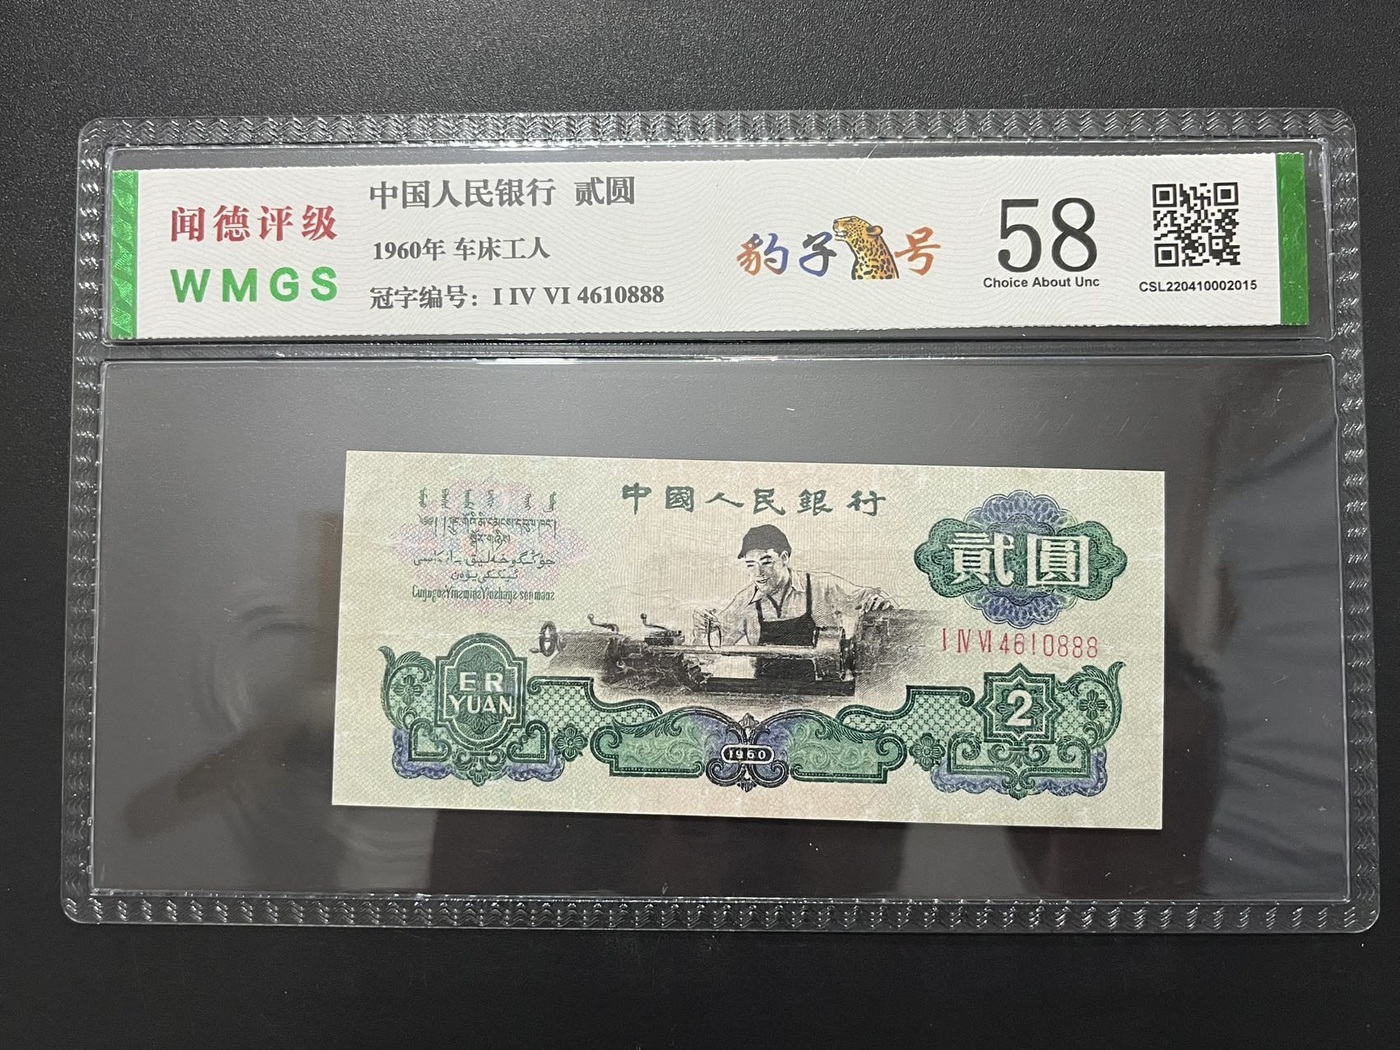 闻德评级
WMGS
中国人民银行 贰圆
1960年 车床工人
冠字编号：I IV VI 4610888
豹子号
58
Choice About Unc
CSL220410002015
中國人民銀行
貳圓
I IV VI 4610888
ER
YUAN
1960
2